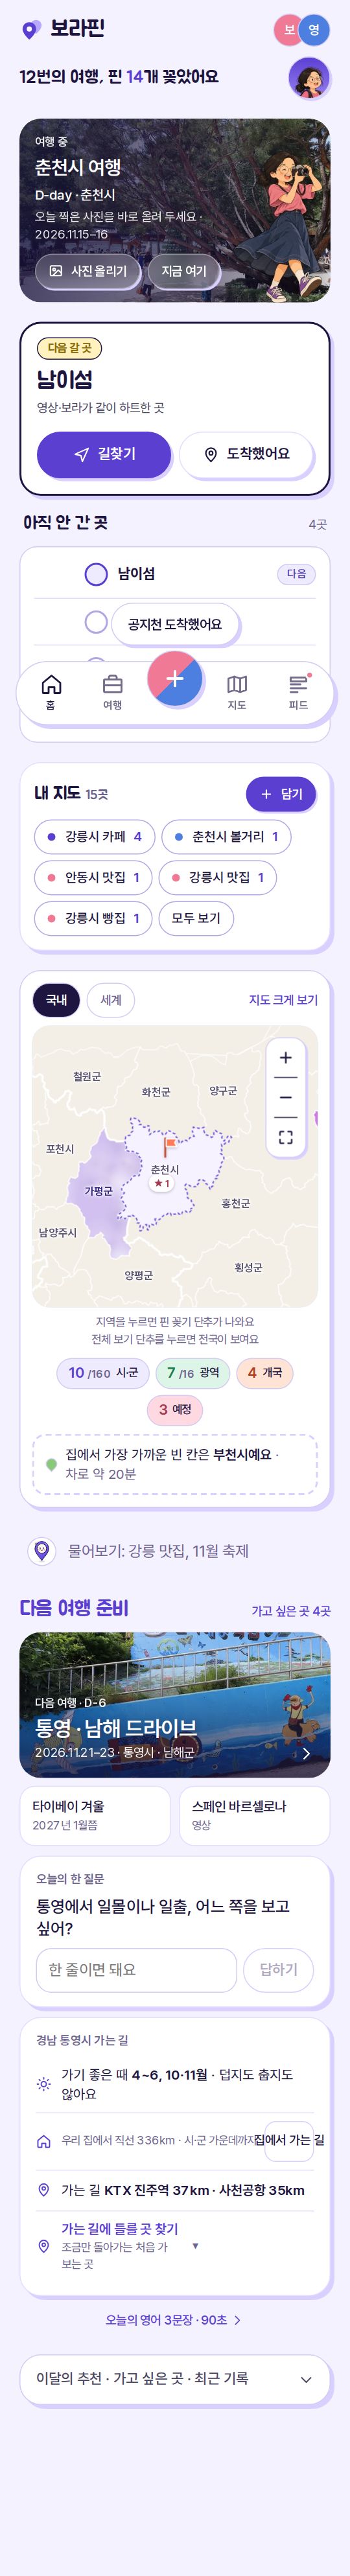 보라핀
보
영
12번의 여행, 핀 14개 꽂았어요
여행 중
춘천시 여행
D-day · 춘천시
오늘 찍은 사진을 바로 올려 두세요 ·
2026.11.15–16
사진 올리기
지금 여기
다음 갈 곳
남이섬
영상·보라가 같이 하트한 곳
길찾기
도착했어요
아직 안 간 곳
4곳
남이섬
다음
공지천 도착했어요
홈
여행
+
지도
피드
내 지도 15곳
+ 담기
강릉시 카페 4
춘천시 볼거리 1
안동시 맛집 1
강릉시 맛집 1
강릉시 빵집 1
모두 보기
국내
세계
지도 크게 보기
+
−
철원군
화천군
양구군
포천시
춘천시
★ 1
가평군
홍천군
남양주시
횡성군
양평군
지역을 누르면 핀 꽂기 단추가 나와요
전체 보기 단추를 누르면 전국이 보여요
10 /160 시·군
7 /16 광역
4 개국
3 예정
집에서 가장 가까운 빈 칸은 부천시예요 ·
차로 약 20분
물어보기: 강릉 맛집, 11월 축제
다음 여행 준비
가고 싶은 곳 4곳
다음 여행 · D-6
통영 · 남해 드라이브
2026.11.21–23 · 통영시 · 남해군
타이베이 겨울
2027년 1월쯤
스페인 바르셀로나
영상
오늘의 한 질문
통영에서 일몰이나 일출, 어느 쪽을 보고
싶어?
한 줄이면 돼요
답하기
경남 통영시 가는 길
가기 좋은 때 4~6, 10·11월 · 덥지도 춥지도
않아요
우리 집에서 직선 336km · 시·군 가운데까지
집에서 가는 길
가는 길 KTX 진주역 37km · 사천공항 35km
가는 길에 들를 곳 찾기
조금만 돌아가는 처음 가
보는 곳
▼
오늘의 영어 3문장 · 90초
이달의 추천 · 가고 싶은 곳 · 최근 기록